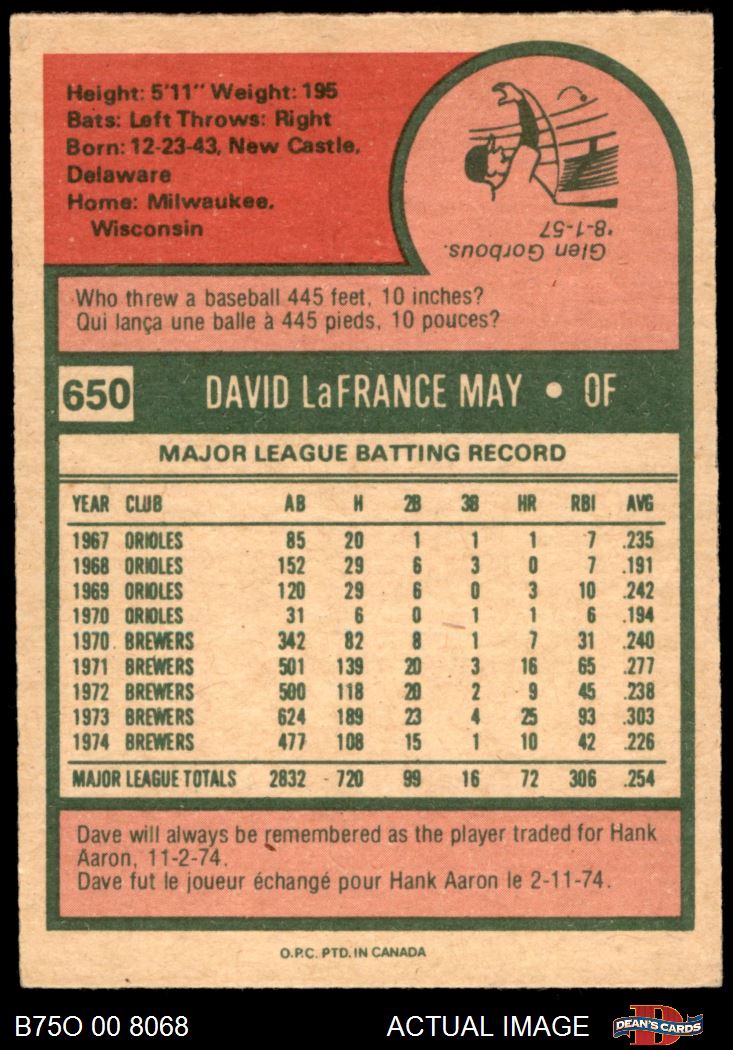 Height: 5'11" Weight: 195
Bats: Left Throws: Right
Born: 12-23-43, New Castle,
Delaware
Home: Milwaukee,
Wisconsin
Glen Gorbous,
'8-1-57
Who threw a baseball 445 feet, 10 inches?
Qui lança une balle à 445 pieds, 10 pouces?
650 DAVID LaFRANCE MAY • OF
MAJOR LEAGUE BATTING RECORD
YEAR CLUB AB H 2B 3B HR RBI AVG
1967 ORIOLES 85 20 1 1 1 7 .235
1968 ORIOLES 152 29 6 3 0 7 .191
1969 ORIOLES 120 29 6 0 3 10 .242
1970 ORIOLES 31 6 0 1 1 6 .194
1970 BREWERS 342 82 8 1 7 31 .240
1971 BREWERS 501 139 20 3 16 65 .277
1972 BREWERS 500 118 20 2 9 45 .238
1973 BREWERS 624 189 23 4 25 93 .303
1974 BREWERS 477 108 15 1 10 42 .226
MAJOR LEAGUE TOTALS 2832 720 99 16 72 306 .254
Dave will always be remembered as the player traded for Hank
Aaron, 11-2-74.
Dave fut le joueur échangé pour Hank Aaron le 2-11-74.
O.P.C. PTD. IN CANADA
B75O 00 8068 ACTUAL IMAGE DEAN'S CARDS